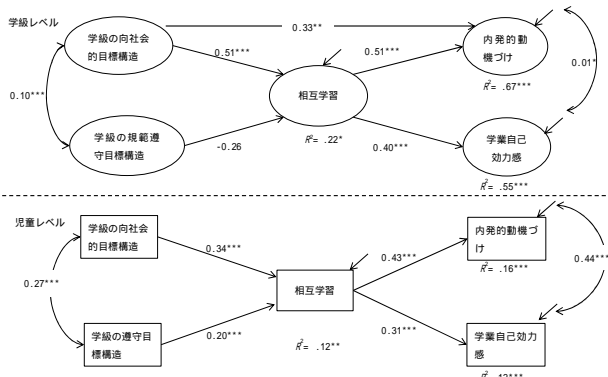 学級レベル
学級の向社会
的目標構造
0.33**
0.51***
0.51***
内発的動
機づけ
R²= .67***
0.01*
0.10***
相互学習
R²= .22*
学級の規範遵
守目標構造
-0.26
0.40***
学業自己
効力感
R²= .55***
児童レベル
学級の向社会
的目標構造
0.34***
0.43***
内発的動機づ
け
R²= .16***
0.44***
0.27***
相互学習
R²= .12**
学級の遵守目
標構造
0.20***
0.31***
学業自己効力
感